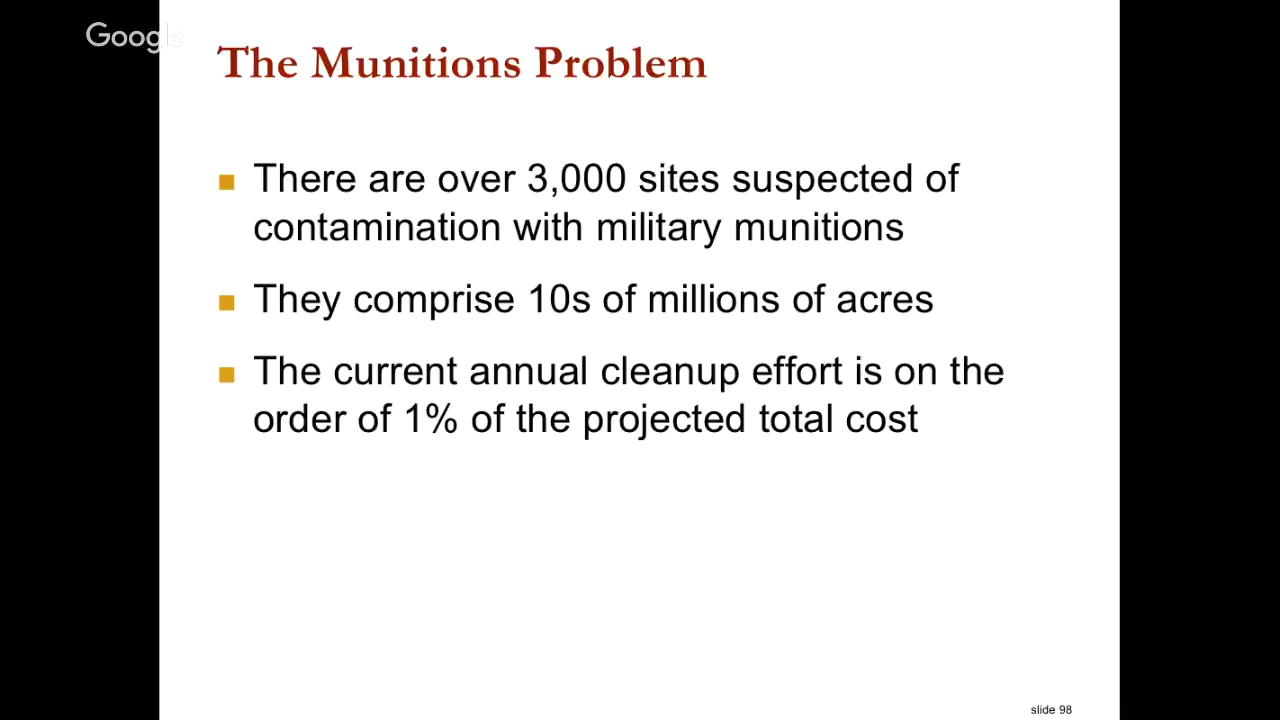 Google
The Munitions Problem
There are over 3,000 sites suspected of
contamination with military munitions
They comprise 10s of millions of acres
The current annual cleanup effort is on the
order of 1% of the projected total cost
slide 98